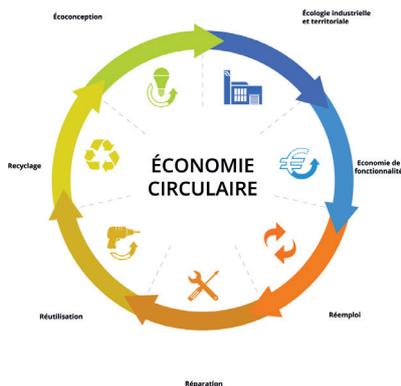 Écoconception
Écologie industrielle
et territoriale
Recyclage
ÉCONOMIE
CIRCULAIRE
Economie de
fonctionnalité
Réutilisation
Réemploi
Réparation